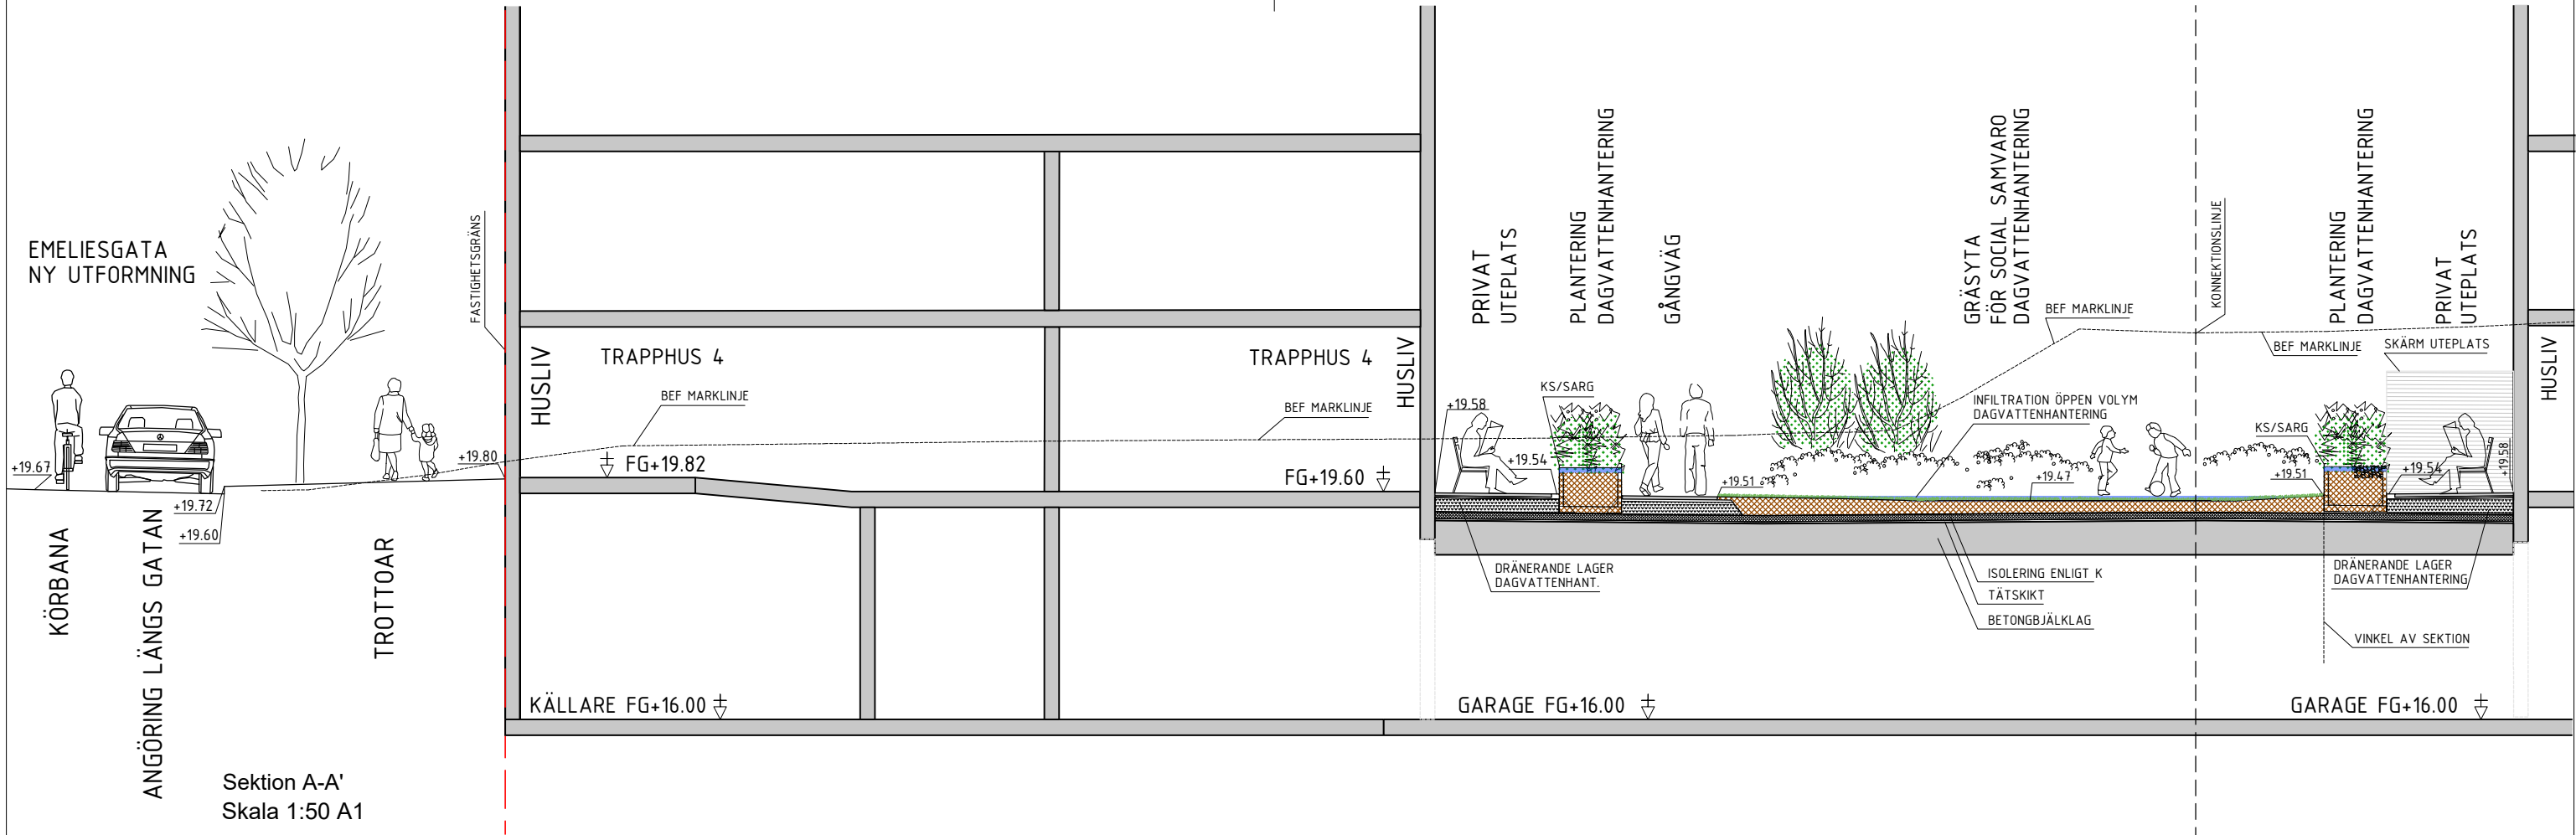 EMELIESGATA
NY UTFORMNING
+19.67
KÖRBANA
ANGÖRING LÄNGS GATAN
+19.72
+19.60
TROTTOAR
FASTIGHETSGRÄNS
+19.80
HUSLIV
TRAPPHUS 4
BEF MARKLINJE
FG+19.82
TRAPPHUS 4
BEF MARKLINJE
FG+19.60
HUSLIV
KÄLLARE FG+16.00
PRIVAT
UTEPLATS
PLANTERING
DAGVATTENHANTERING
GÅNGVÄG
GRÄSYTA
FÖR SOCIAL SAMVARO
DAGVATTENHANTERING
BEF MARKLINJE
KONNEKTIONSLINJE
PLANTERING
DAGVATTENHANTERING
PRIVAT
UTEPLATS
BEF MARKLINJE
SKÄRM UTEPLATS
HUSLIV
KS/SARG
+19.58
+19.54
INFILTRATION ÖPPEN VOLYM
DAGVATTENHANTERING
+19.51
+19.47
KS/SARG
+19.51
+19.54
+19.58
DRÄNERANDE LAGER
DAGVATTENHANT.
ISOLERING ENLIGT K
TÄTSKIKT
BETONGBJÄLKLAG
DRÄNERANDE LAGER
DAGVATTENHANTERING
VINKEL AV SEKTION
GARAGE FG+16.00
GARAGE FG+16.00
Sektion A-A'
Skala 1:50 A1